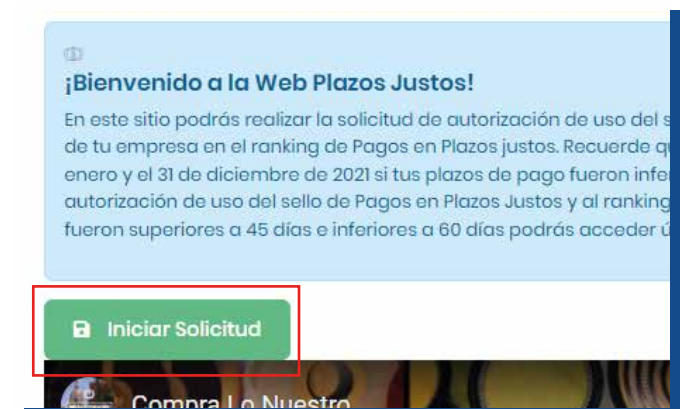 ¡Bienvenido a la Web Plazos Justos!
En este sitio podrás realizar la solicitud de autorización de uso del
de tu empresa en el ranking de Pagos en Plazos justos. Recuerde
enero y el 31 de diciembre de 2021 si tus plazos de pago fueron
autorización de uso del sello de Pagos en Plazos Justos y al ranking
fueron superiores a 45 días e inferiores a 60 días podrás acceder
Iniciar Solicitud
Compra Lo Nuestro